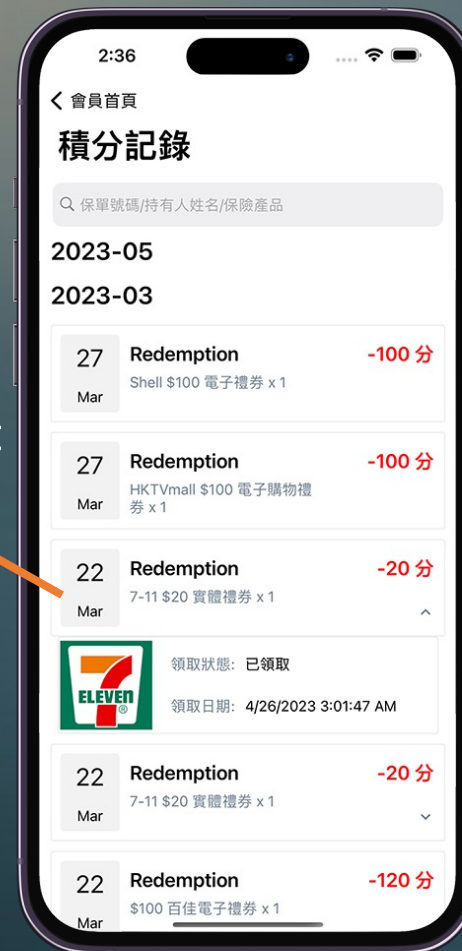 2:36
會員首頁
積分記錄
保單號碼/持有人姓名/保險產品
2023-05
2023-03
27 Redemption -100 分
Mar Shell $100 電子禮券 x 1
27 Redemption -100 分
HKTVmall $100 電子購物禮
Mar 券 x 1
22 Redemption -20 分
Mar 7-11 $20 實體禮券 x 1
領取狀態: 已領取
ELEVEn ®
領取日期: 4/26/2023 3:01:47 AM
22 Redemption -20 分
Mar 7-11 $20 實體禮券 x 1
22 Redemption -120 分
Mar $100 百佳電子禮券 x 1